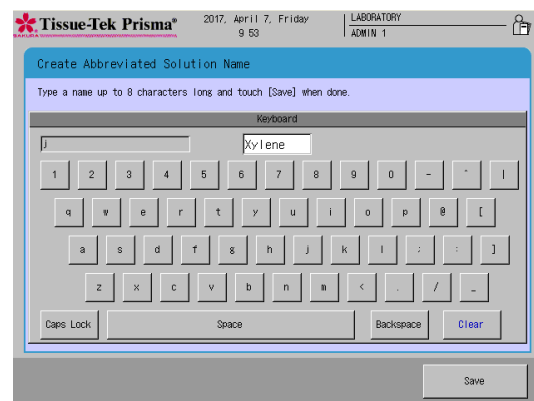 SAKURA Tissue-Tek Prisma®
2017, April 7, Friday
9 53
LABORATORY
ADMIN 1
Create Abbreviated Solution Name
Type a name up to 8 characters long and touch [Save] when done.
Keyboard
j
Xylene
1 2 3 4 5 6 7 8 9 0 - ^ |
q w e r t y u i o p @ [
a s d f g h j k l ; : ]
z x c v b n m < . / _
Caps Lock Space Backspace Clear
Save